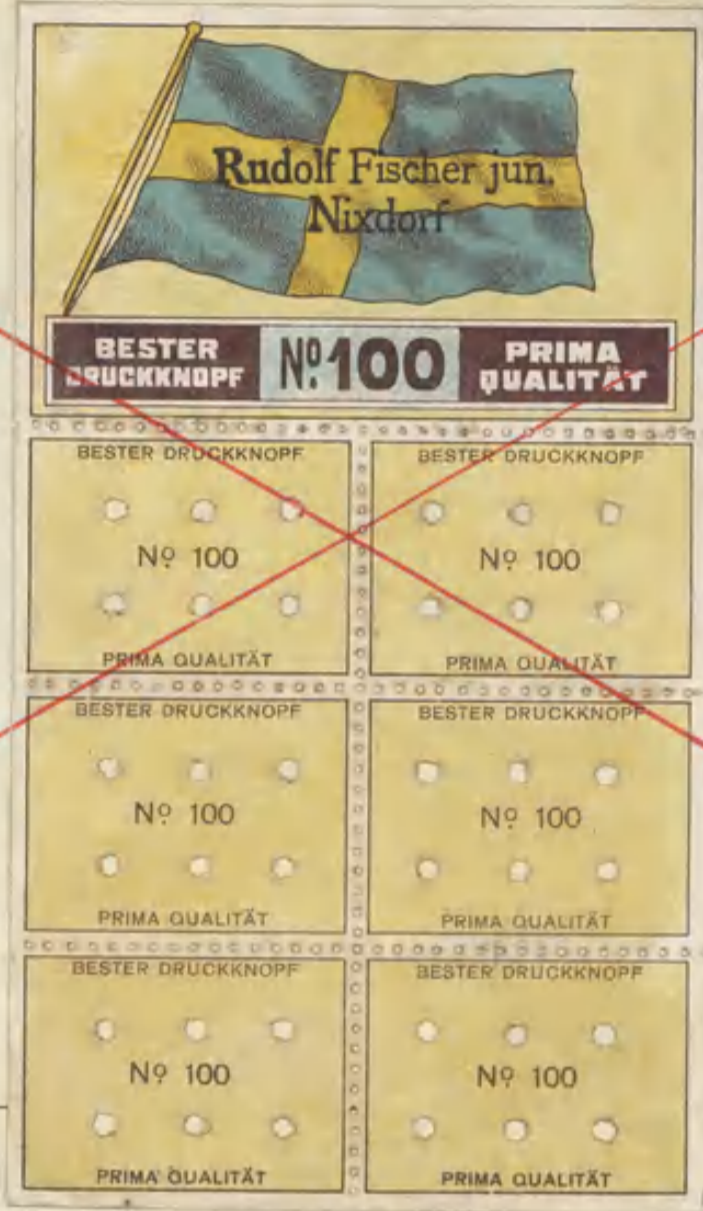 Rudolf Fischer jun.
Nixdorf
BESTER
DRUCKKNOPF
Nº 100
PRIMA
QUALITÄT
BESTER DRUCKKNOPF
Nº 100
PRIMA QUALITÄT
BESTER DRUCKKNOPF
Nº 100
PRIMA QUALITÄT
BESTER DRUCKKNOPF
Nº 100
PRIMA QUALITÄT
BESTER DRUCKKNOPF
Nº 100
PRIMA QUALITÄT
BESTER DRUCKKNOPF
Nº 100
PRIMA QUALITÄT
BESTER DRUCKKNOPF
Nº 100
PRIMA QUALITÄT